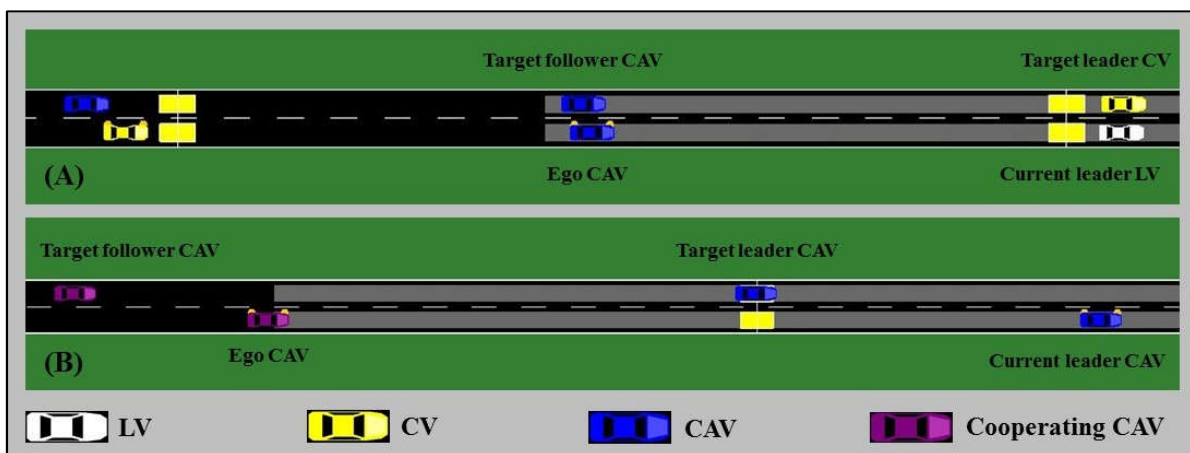 Target follower CAV Target leader CV
(A) Ego CAV Current leader LV
Target follower CAV Target leader CAV
Ego CAV Current leader CAV
(B)
LV CV CAV Cooperating CAV